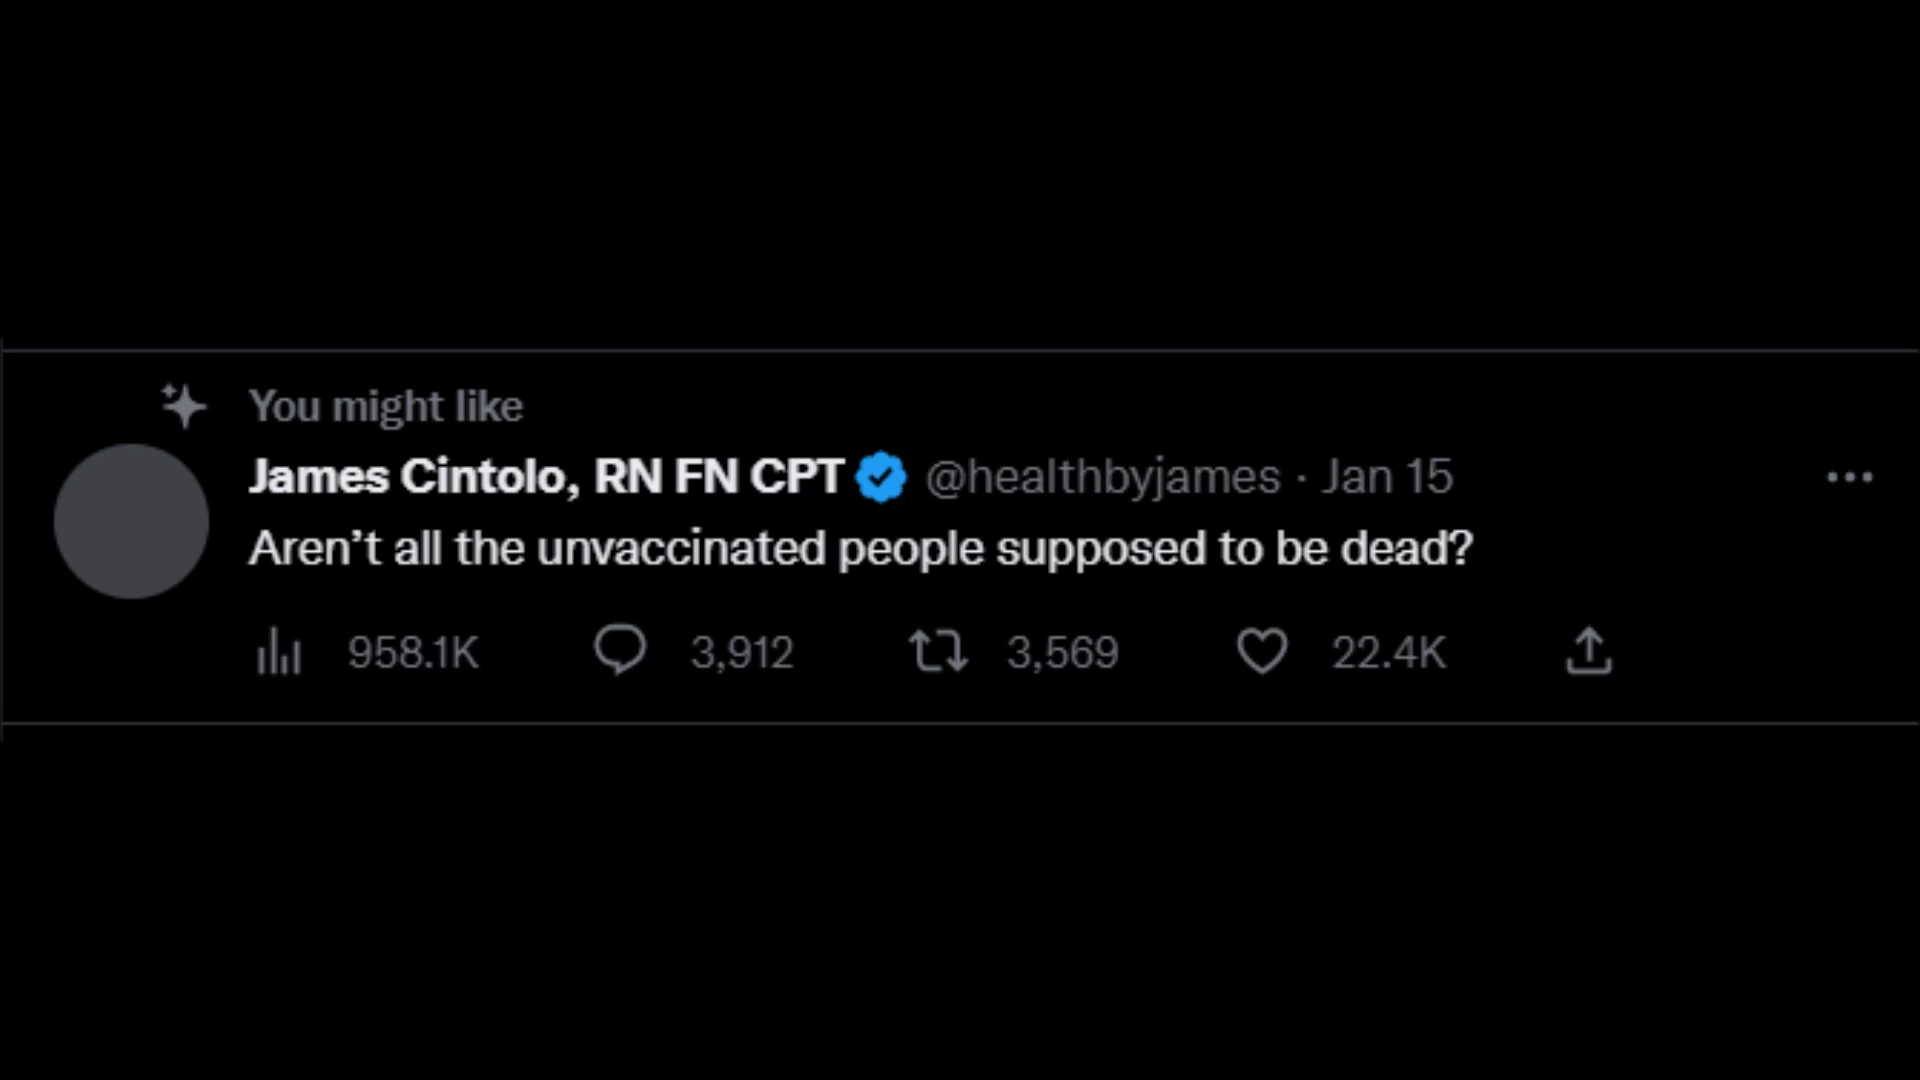 You might like
James Cintolo, RN FN CPT @healthbyjames · Jan 15
Aren’t all the unvaccinated people supposed to be dead?
958.1K 3,912 3,569 22.4K